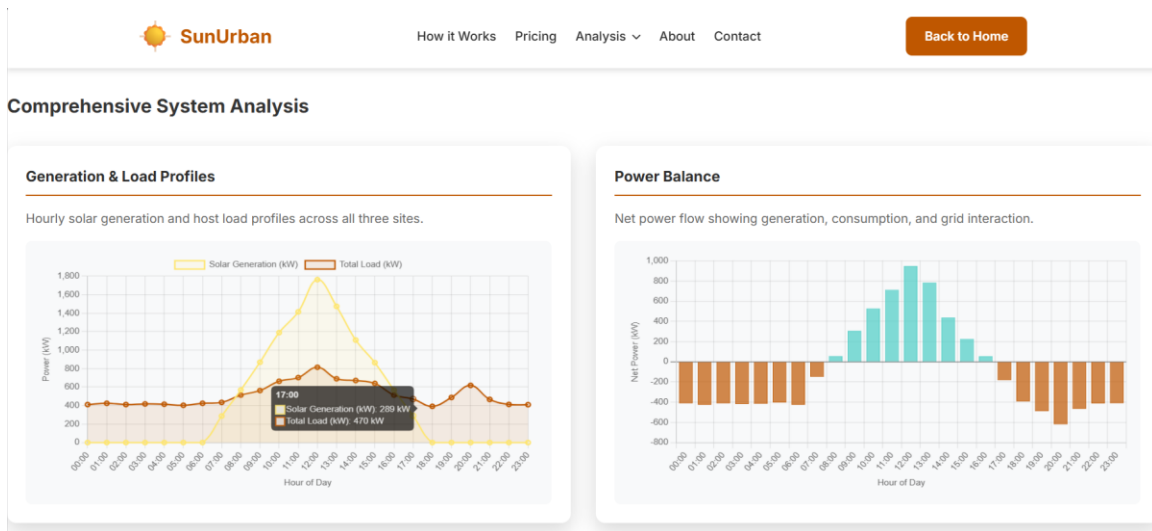 SunUrban
How it Works Pricing Analysis About Contact
Back to Home
Comprehensive System Analysis
Generation & Load Profiles
Hourly solar generation and host load profiles across all three sites.
Solar Generation (kW) Total Load (kW)
Power (kW)
1,800
1,600
1,400
1,200
1,000
800
600
400
200
0
17:00
Solar Generation (kW): 289 kW
Total Load (kW): 470 kW
00:00 01:00 02:00 03:00 04:00 05:00 06:00 07:00 08:00 09:00 10:00 11:00 12:00 13:00 14:00 15:00 16:00 17:00 18:00 19:00 20:00 21:00 22:00 23:00
Hour of Day
Power Balance
Net power flow showing generation, consumption, and grid interaction.
Net Power (kW)
1,000
800
600
400
200
0
-200
-400
-600
-800
00:00 01:00 02:00 03:00 04:00 05:00 06:00 07:00 08:00 09:00 10:00 11:00 12:00 13:00 14:00 15:00 16:00 17:00 18:00 19:00 20:00 21:00 22:00 23:00
Hour of Day